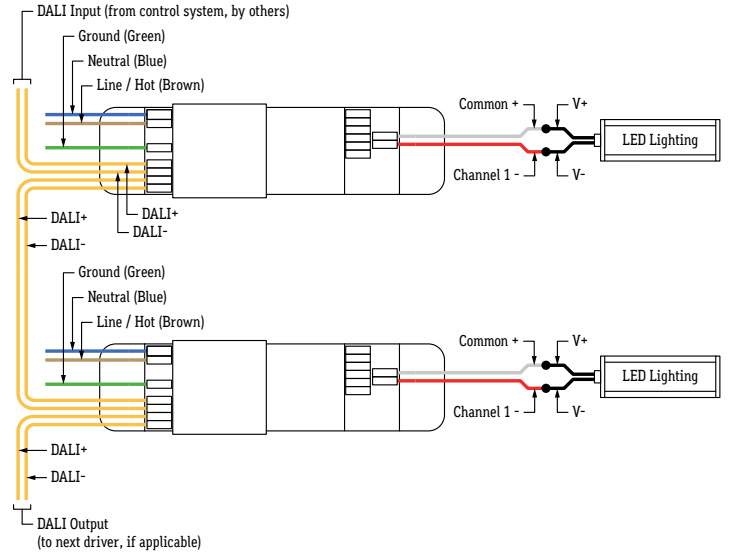 DALI Input (from control system, by others)
Ground (Green)
Neutral (Blue)
Line / Hot (Brown)
Common +
V+
LED Lighting
Channel 1 -
V-
DALI+
DALI-
DALI+
DALI-
Ground (Green)
Neutral (Blue)
Line / Hot (Brown)
Common +
V+
LED Lighting
Channel 1 -
V-
DALI+
DALI-
DALI Output
(to next driver, if applicable)